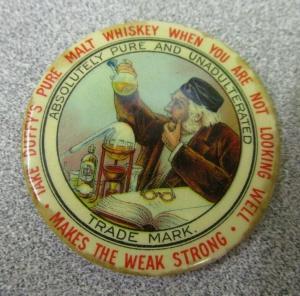 TAKE DUFFY'S PURE MALT WHISKEY WHEN YOU ARE NOT LOOKING WELL
• MAKES THE WEAK STRONG •
ABSOLUTELY PURE AND UNADULTERATED
TRADE MARK.